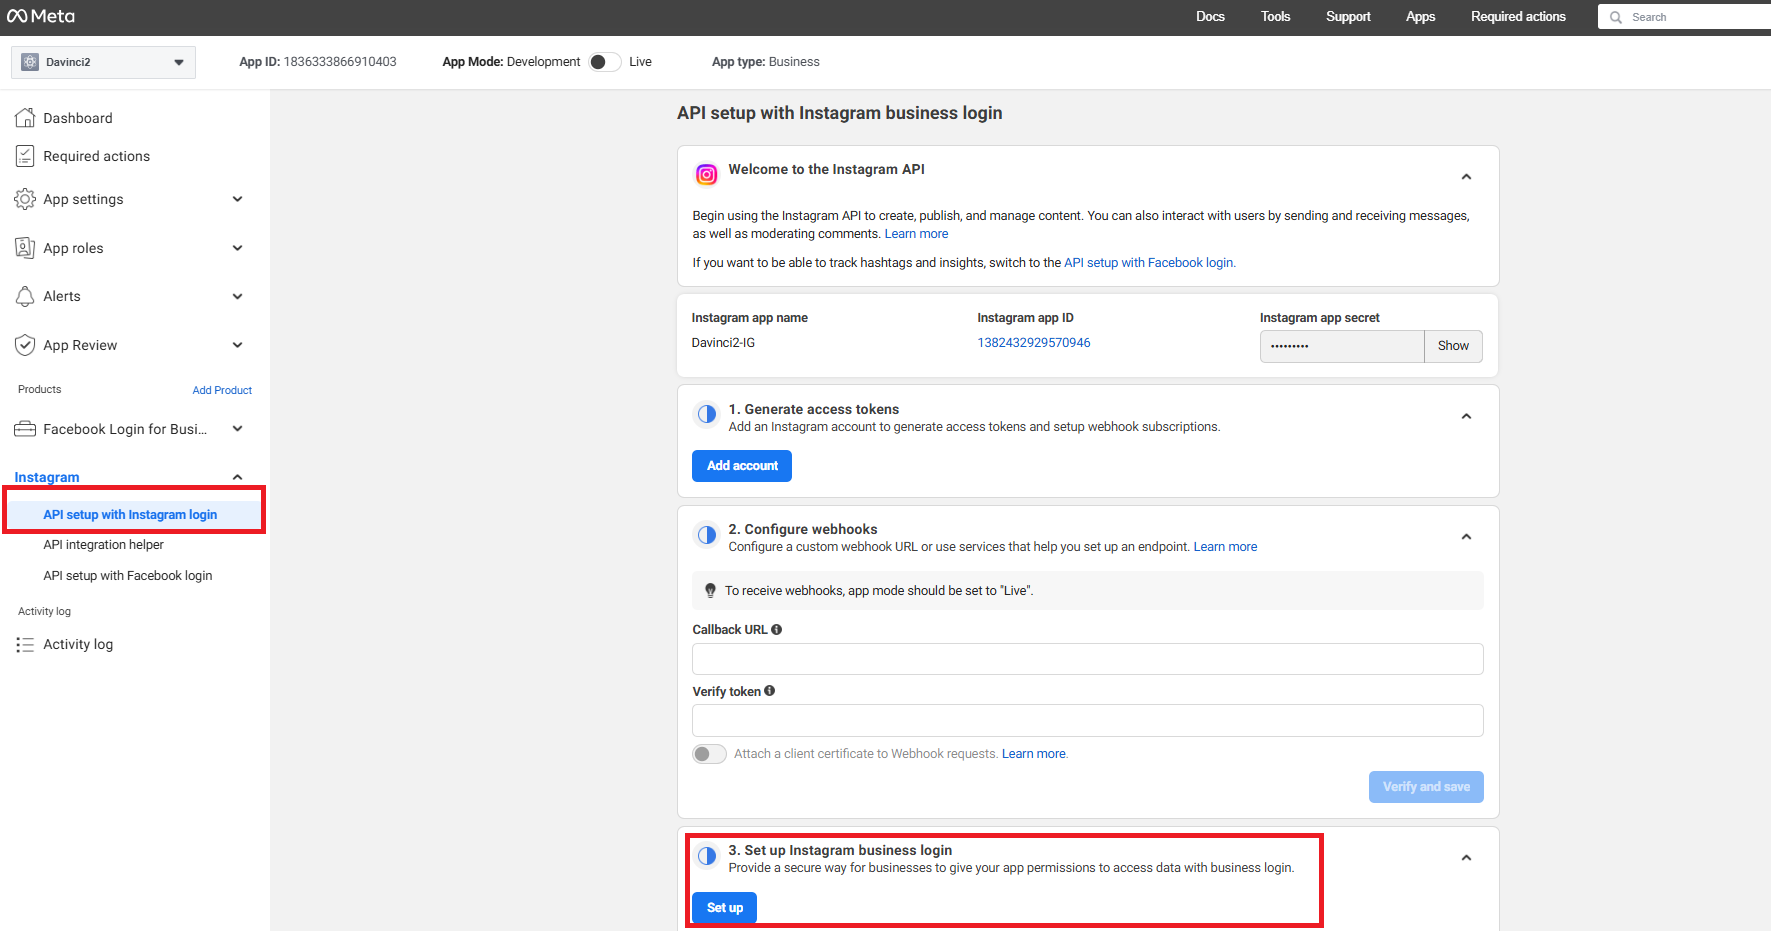 Meta
Docs
Tools
Support
Apps
Required actions
Search
Davinci2
App ID: 1836333866910403
App Mode: Development
Live
App type: Business
Dashboard
Required actions
App settings
App roles
Alerts
App Review
Products
Add Product
Facebook Login for Busi...
Instagram
API setup with Instagram login
API integration helper
API setup with Facebook login
Activity log
Activity log
API setup with Instagram business login
Welcome to the Instagram API
Begin using the Instagram API to create, publish, and manage content. You can also interact with users by sending and receiving messages,
as well as moderating comments. Learn more
If you want to be able to track hashtags and insights, switch to the API setup with Facebook login.
Instagram app name
Davinci2-IG
Instagram app ID
1382432929570946
Instagram app secret
•••••••••
Show
1. Generate access tokens
Add an Instagram account to generate access tokens and setup webhook subscriptions.
Add account
2. Configure webhooks
Configure a custom webhook URL or use services that help you set up an endpoint. Learn more
To receive webhooks, app mode should be set to "Live".
Callback URL
Verify token
Attach a client certificate to Webhook requests. Learn more.
Verify and save
3. Set up Instagram business login
Provide a secure way for businesses to give your app permissions to access data with business login.
Set up